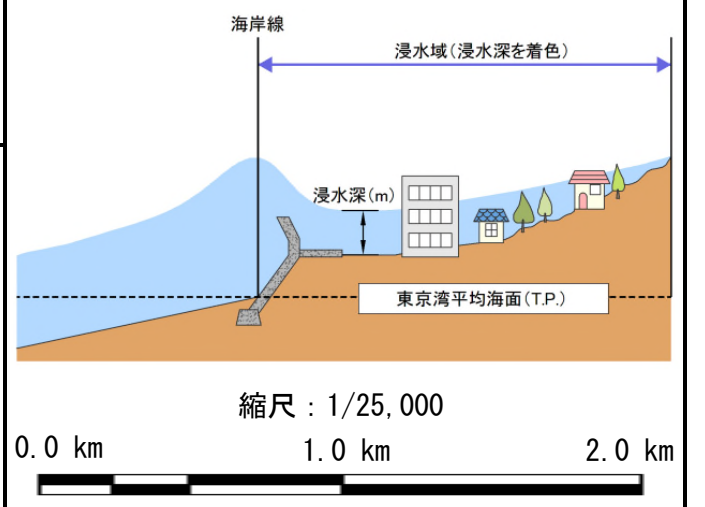 海岸線
浸水域(浸水深を着色)
浸水深(m)
東京湾平均海面(T.P.)
縮尺：1/25,000
0.0 km 1.0 km 2.0 km